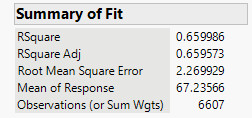 Summary of Fit
RSquare 0.659986
RSquare Adj 0.659573
Root Mean Square Error 2.269929
Mean of Response 67.23566
Observations (or Sum Wgts) 6607